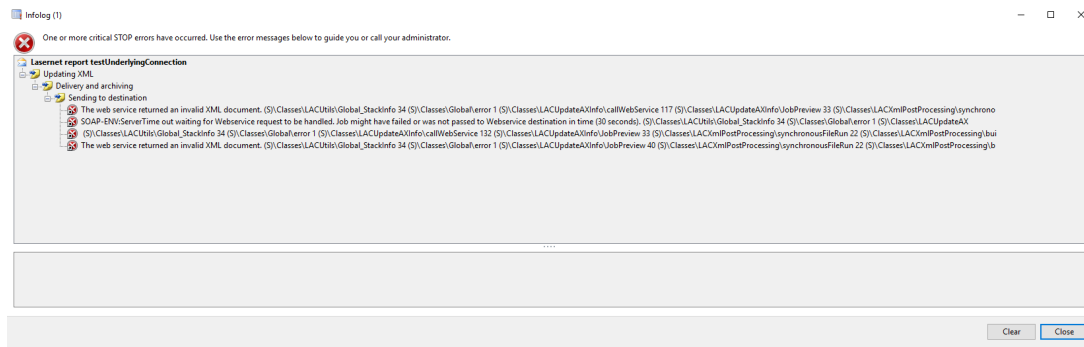 Infolog (1)
One or more critical STOP errors have occurred. Use the error messages below to guide you or call your administrator.
Lasernet report testUnderlyingConnection
Updating XML
Delivery and archiving
Sending to destination
The web service returned an invalid XML document. (S)\Classes\LACUtils\Global_StackInfo 34 (S)\Classes\Global\error 1 (S)\Classes\LACUpdateAXInfo\callWebService 117 (S)\Classes\LACUpdateAXInfo\JobPreview 33 (S)\Classes\LACXmlPostProcessing\synchrono
SOAP-ENV:ServerTime out waiting for Webservice request to be handled. Job might have failed or was not passed to Webservice destination in time (30 seconds). (S)\Classes\LACUtils\Global_StackInfo 34 (S)\Classes\Global\error 1 (S)\Classes\LACUpdateAX
(S)\Classes\LACUtils\Global_StackInfo 34 (S)\Classes\Global\error 1 (S)\Classes\LACUpdateAXInfo\callWebService 132 (S)\Classes\LACUpdateAXInfo\JobPreview 33 (S)\Classes\LACXmlPostProcessing\synchronousFileRun 22 (S)\Classes\LACXmlPostProcessing\bui
The web service returned an invalid XML document. (S)\Classes\LACUtils\Global_StackInfo 34 (S)\Classes\Global\error 1 (S)\Classes\LACUpdateAXInfo\JobPreview 40 (S)\Classes\LACXmlPostProcessing\synchronousFileRun 22 (S)\Classes\LACXmlPostProcessing\b
Clear
Close